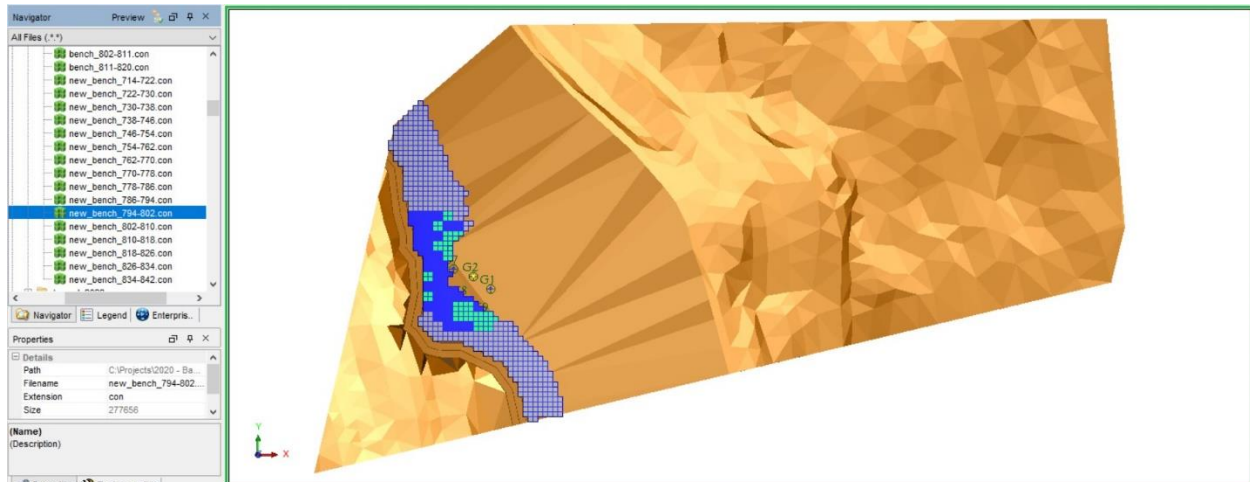 Navigator
Preview
All Files (.*.*)
bench_802-811.con
bench_811-820.con
new_bench_714-722.con
new_bench_722-730.con
new_bench_730-738.con
new_bench_738-746.con
new_bench_746-754.con
new_bench_754-762.con
new_bench_762-770.con
new_bench_770-778.con
new_bench_778-786.con
new_bench_786-794.con
new_bench_794-802.con
new_bench_802-810.con
new_bench_810-818.con
new_bench_818-826.con
new_bench_826-834.con
new_bench_834-842.con
Navigator
Legend
Enterpris..
Properties
Details
Path C:\Projects\2020 - Ba...
Filename new_bench_794-802....
Extension con
Size 277656
(Name)
(Description)
G2
G1
Y
X